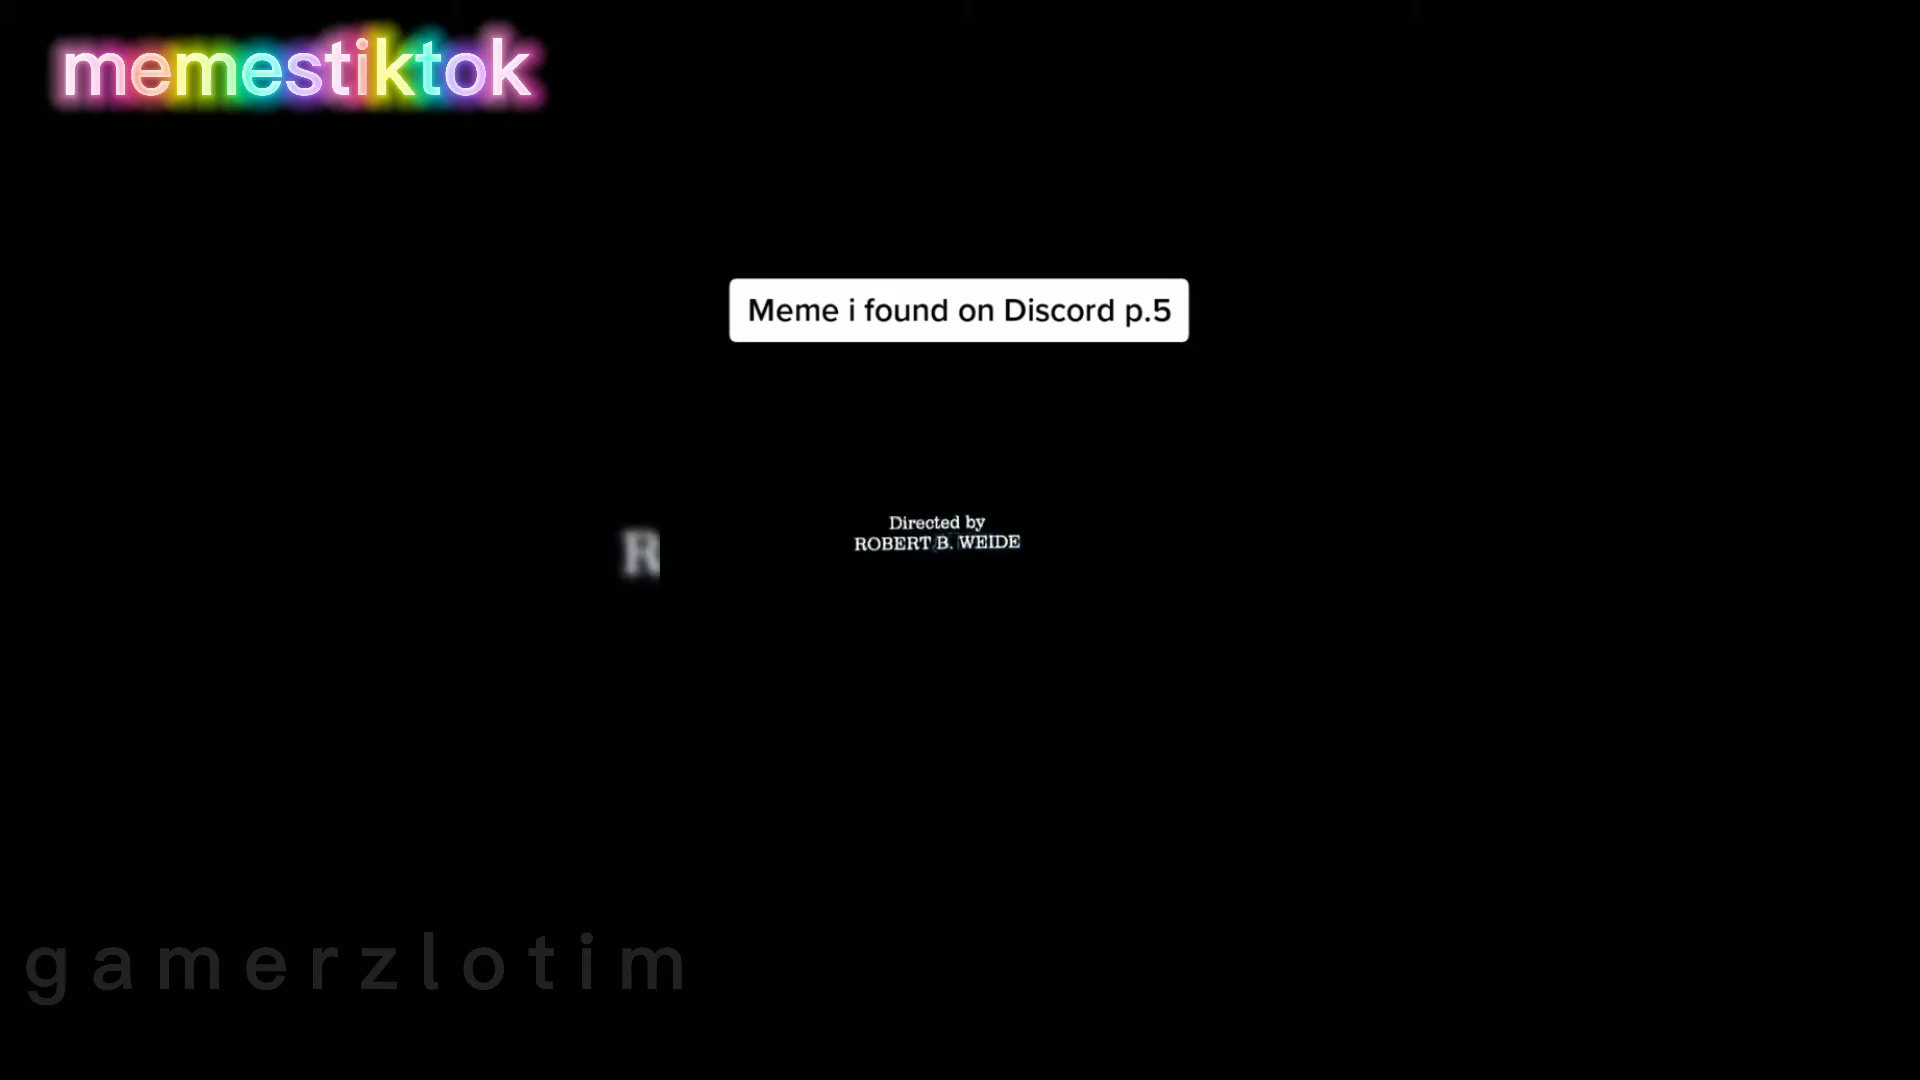 memestiktok
Meme i found on Discord p.5
Directed by
ROBERT B. WEIDE
R
gamerzlotim